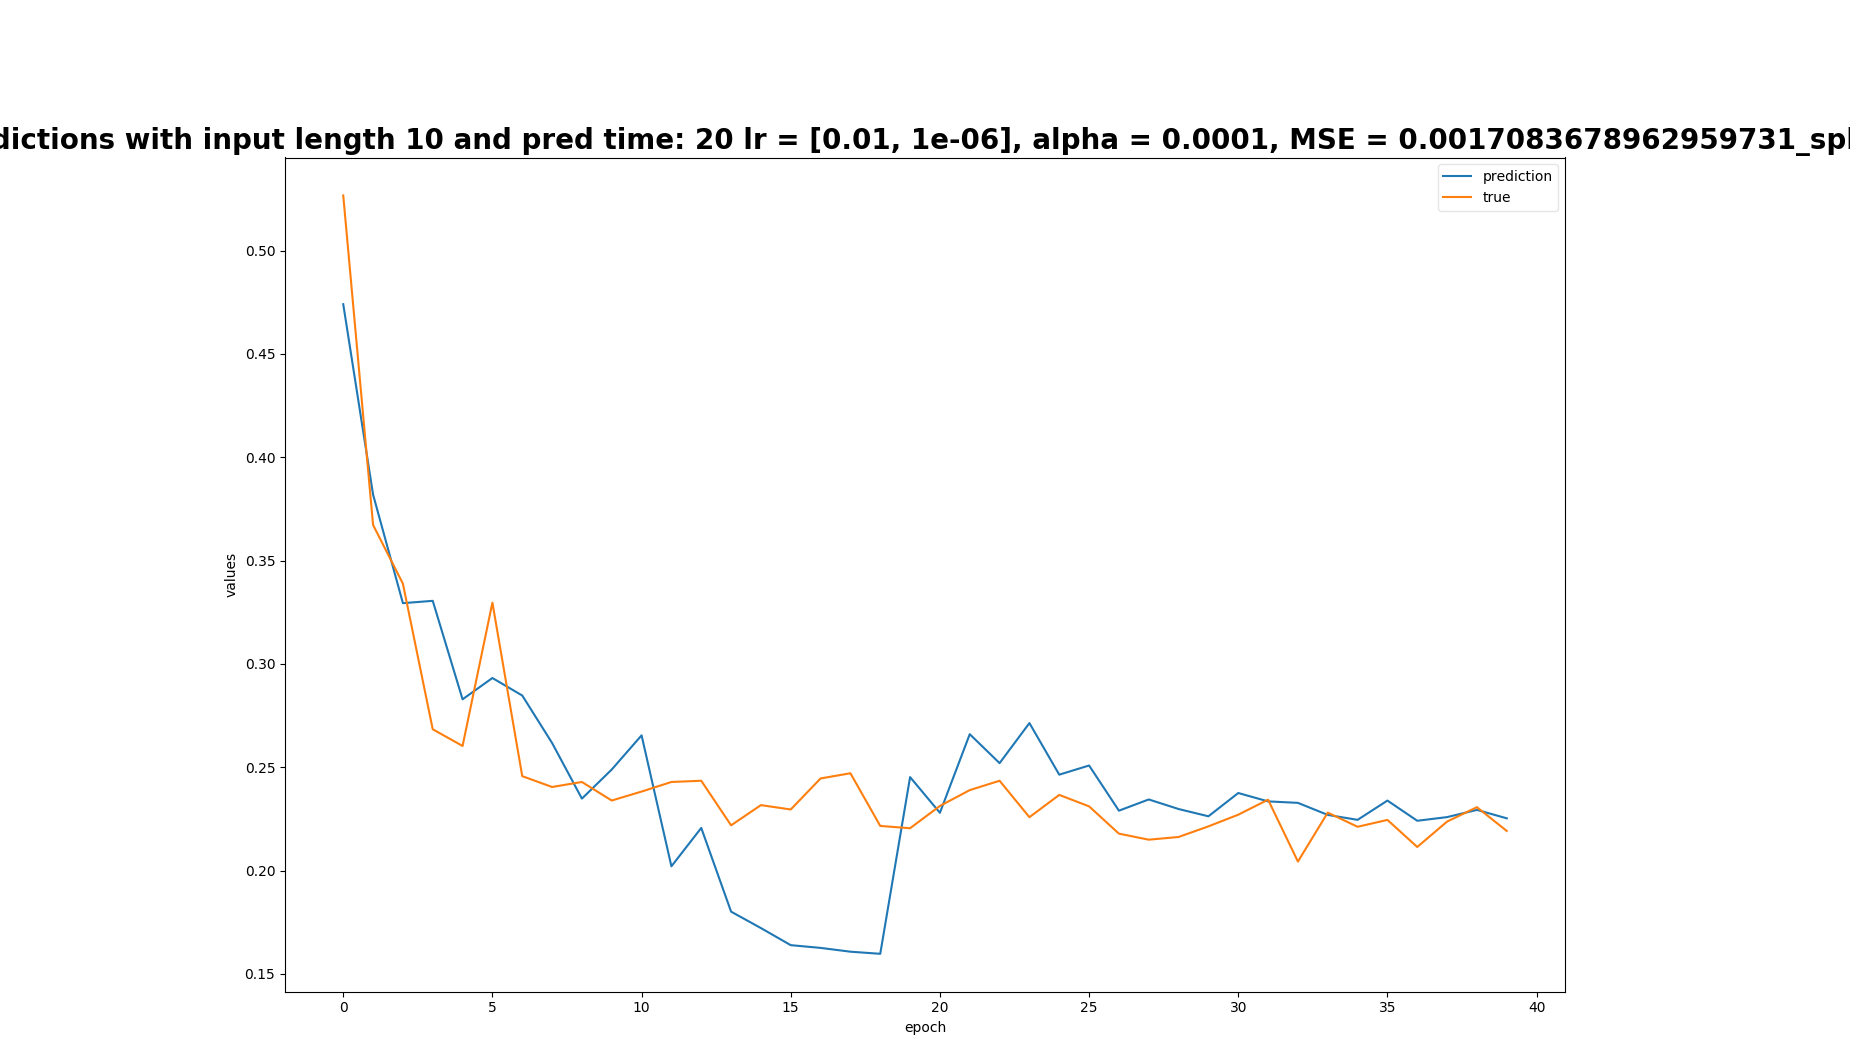 dictions with input length 10 and pred time: 20 lr = [0.01, 1e-06], alpha = 0.0001, MSE = 0.0017083678962959731_spl
prediction
true
0.50
0.45
0.40
0.35
0.30
0.25
0.20
0.15
values
0 5 10 15 20 25 30 35 40
epoch